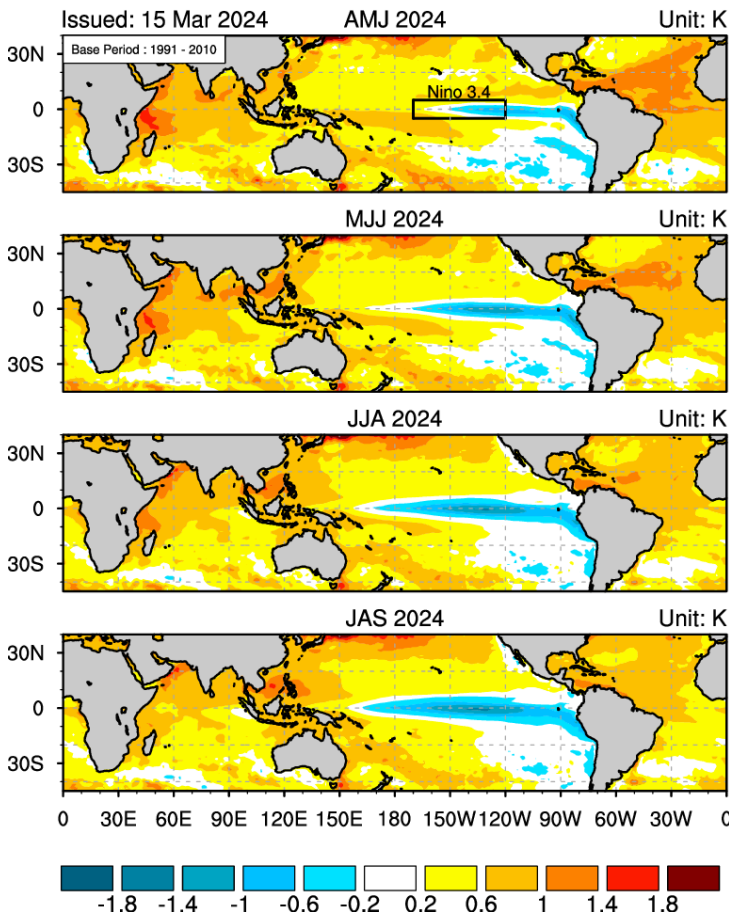 Issued: 15 Mar 2024 AMJ 2024 Unit: K
Base Period : 1991 - 2010
30N
Nino 3.4
0
30S
MJJ 2024 Unit: K
30N
0
30S
JJA 2024 Unit: K
30N
0
30S
JAS 2024 Unit: K
30N
0
30S
0 30E 60E 90E 120E 150E 180 150W 120W 90W 60W 30W 0
-1.8 -1.4 -1 -0.6 -0.2 0.2 0.6 1 1.4 1.8